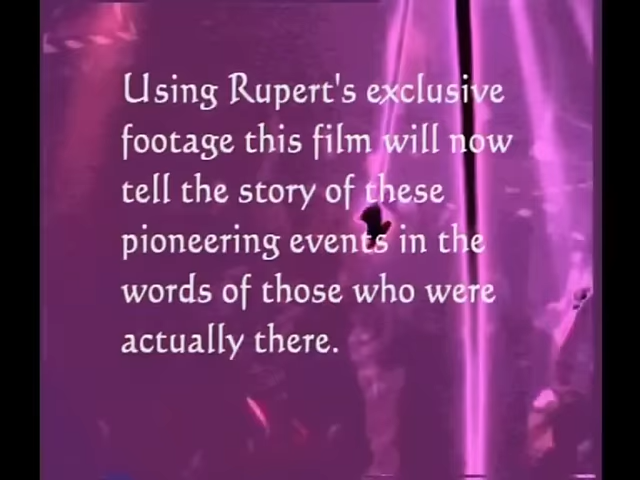 Using Rupert's exclusive
footage this film will now
tell the story of these
pioneering events in the
words of those who were
actually there.